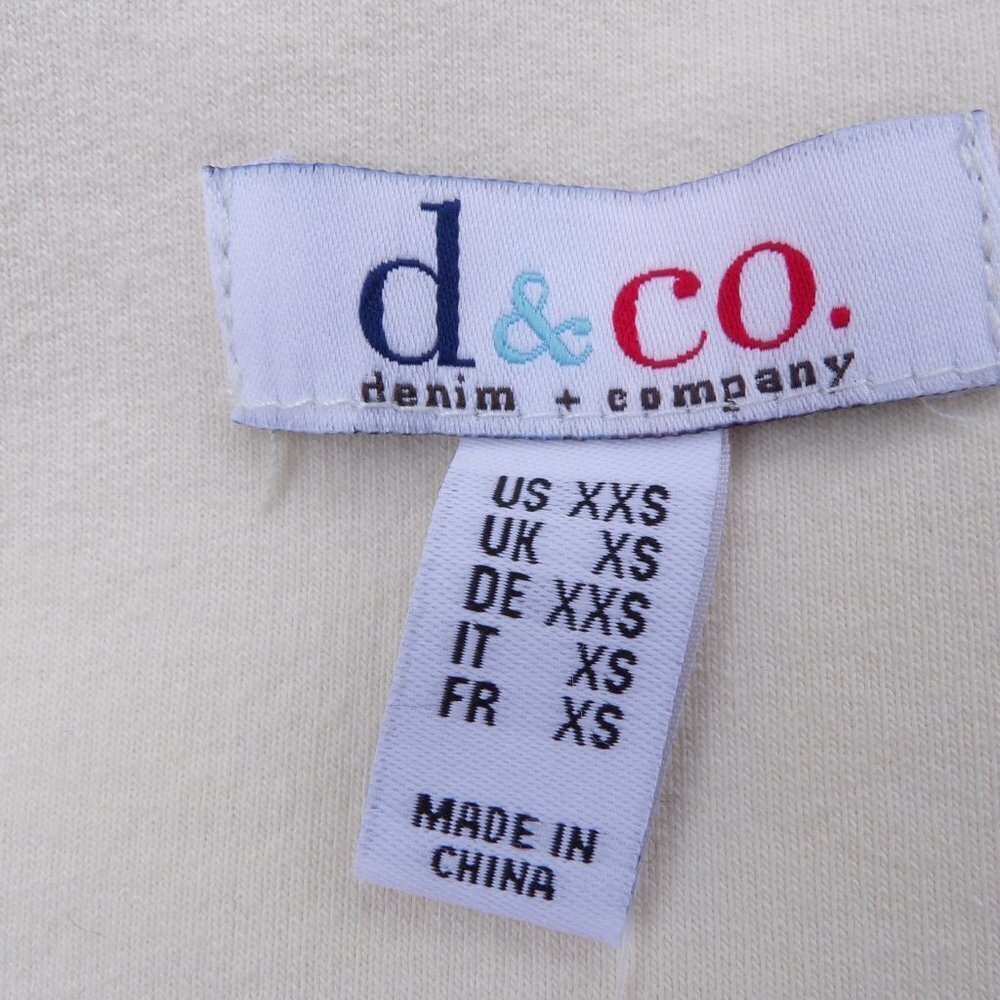 d&co.
denim + company
US XXS
UK XS
DE XXS
IT XS
FR XS
MADE IN
CHINA